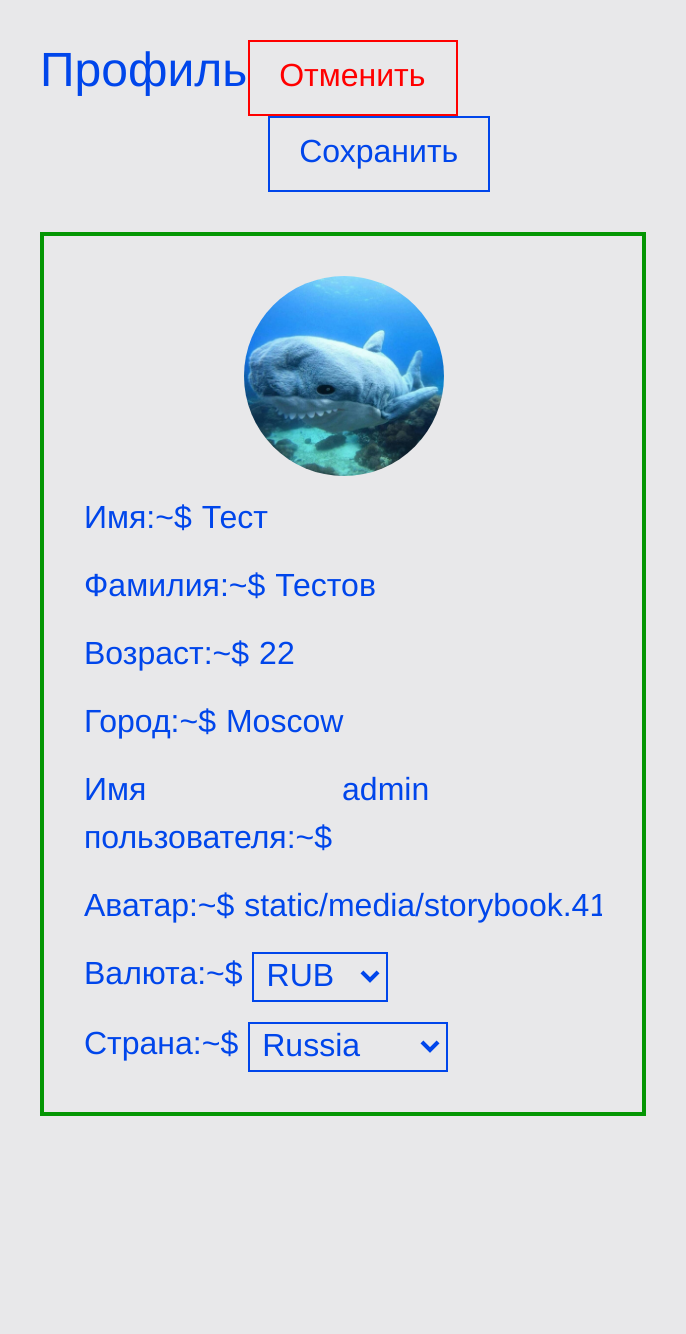 Профиль Отменить
Сохранить
Имя:~$ Тест
Фамилия:~$ Тестов
Возраст:~$ 22
Город:~$ Moscow
Имя admin
пользователя:~$
Аватар:~$ static/media/storybook.41
Валюта:~$ RUB
Страна:~$ Russia